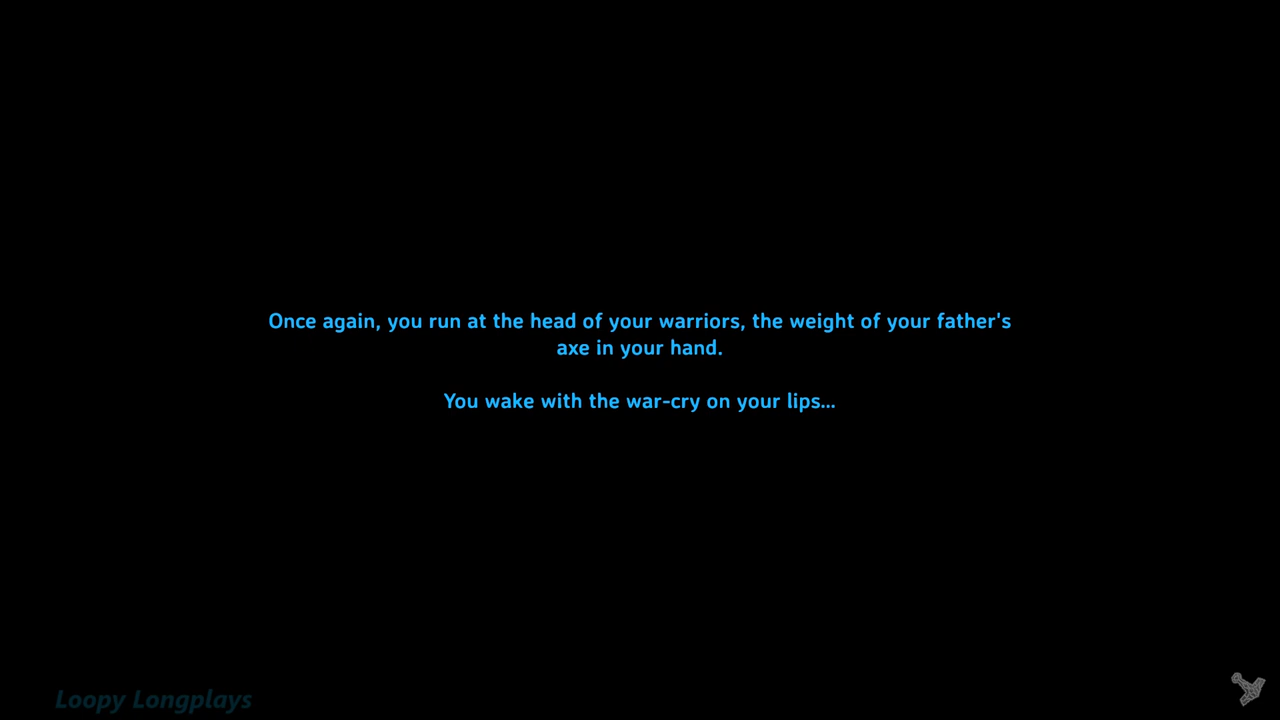 Once again, you run at the head of your warriors, the weight of your father's
axe in your hand.
You wake with the war-cry on your lips...
Loopy Longplays